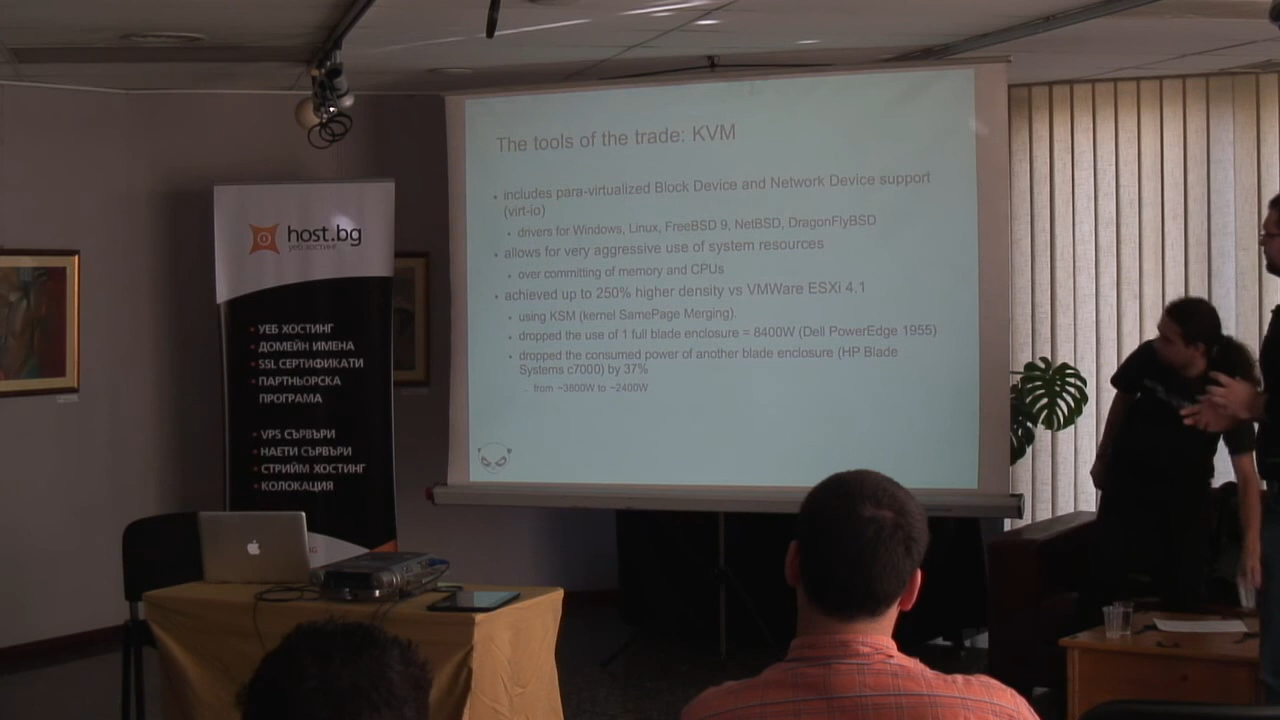 The tools of the trade: KVM
includes para-virtualized Block Device and Network Device support
(virt-io)
drivers for Windows, Linux, FreeBSD 9, NetBSD, DragonFlyBSD
allows for very aggressive use of system resources
over committing of memory and CPUs
achieved up to 250% higher density vs VMWare ESXi 4.1
using KSM (kernel SamePage Merging).
dropped the use of 1 full blade enclosure = 8400W (Dell PowerEdge 1955)
dropped the consumed power of another blade enclosure (HP Blade
Systems c7000) by 37%
from ~3800W to ~2400W
host.bg
уеб хостинг
УЕБ ХОСТИНГ
ДОМЕЙН ИМЕНА
SSL СЕРТИФИКАТИ
ПАРТНЬОРСКА
ПРОГРАМА
VPS СЪРВЪРИ
НАЕТИ СЪРВЪРИ
СТРИЙМ ХОСТИНГ
КОЛОКАЦИЯ